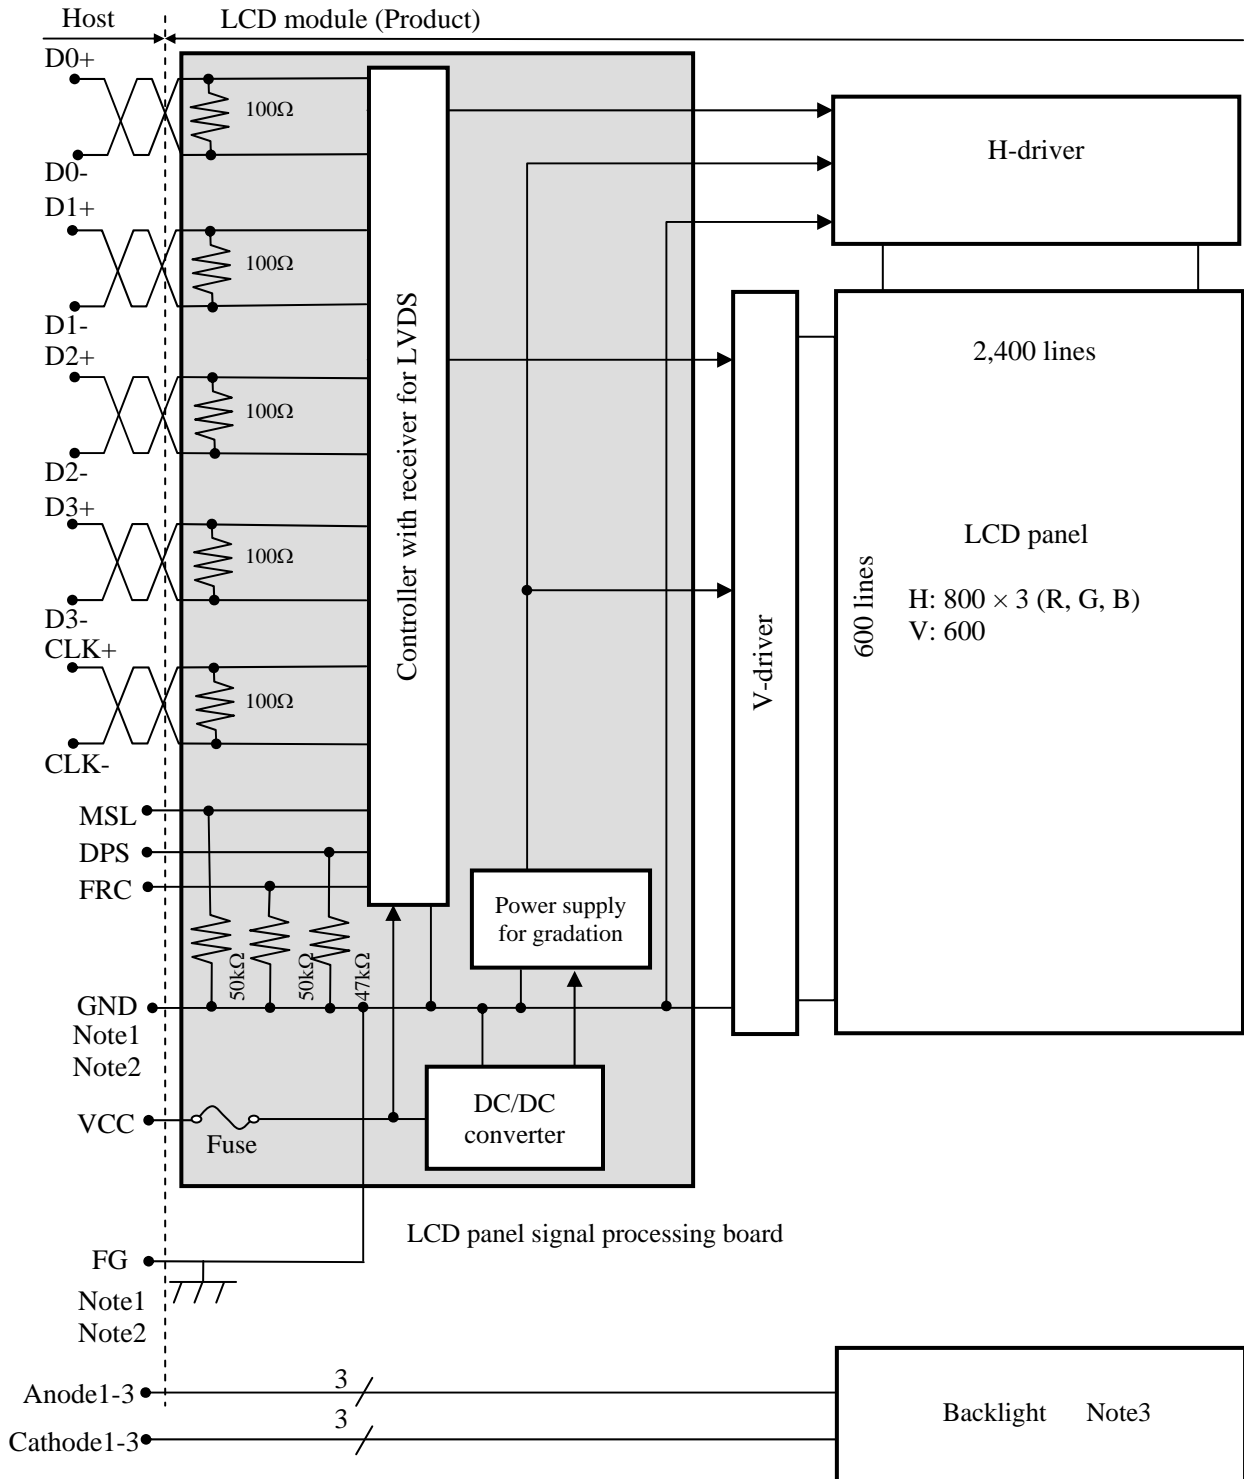 Host
LCD module (Product)
D0+
100Ω
D0-
H-driver
D1+
100Ω
D1-
D2+
100Ω
D2-
D3+
100Ω
D3-
CLK+
100Ω
CLK-
Controller with receiver for LVDS
2,400 lines
LCD panel
600 lines
H: 800 × 3 (R, G, B)
V: 600
V-driver
MSL
DPS
FRC
50kΩ
50kΩ
47kΩ
Power supply
for gradation
GND
Note1
Note2
VCC
Fuse
DC/DC
converter
LCD panel signal processing board
FG
Note1
Note2
Anode1-3
3
Cathode1-3
3
Backlight Note3